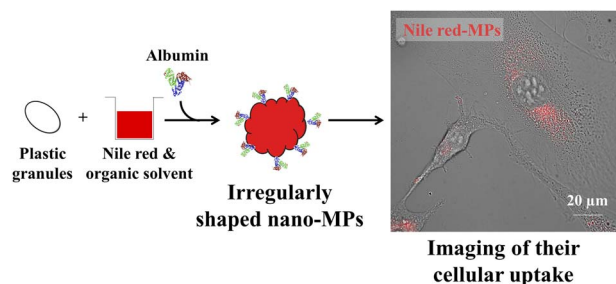 Albumin
+
Plastic
granules
Nile red &
organic solvent
Irregularly
shaped nano-MPs
Nile red-MPs
20 µm
Imaging of their
cellular uptake